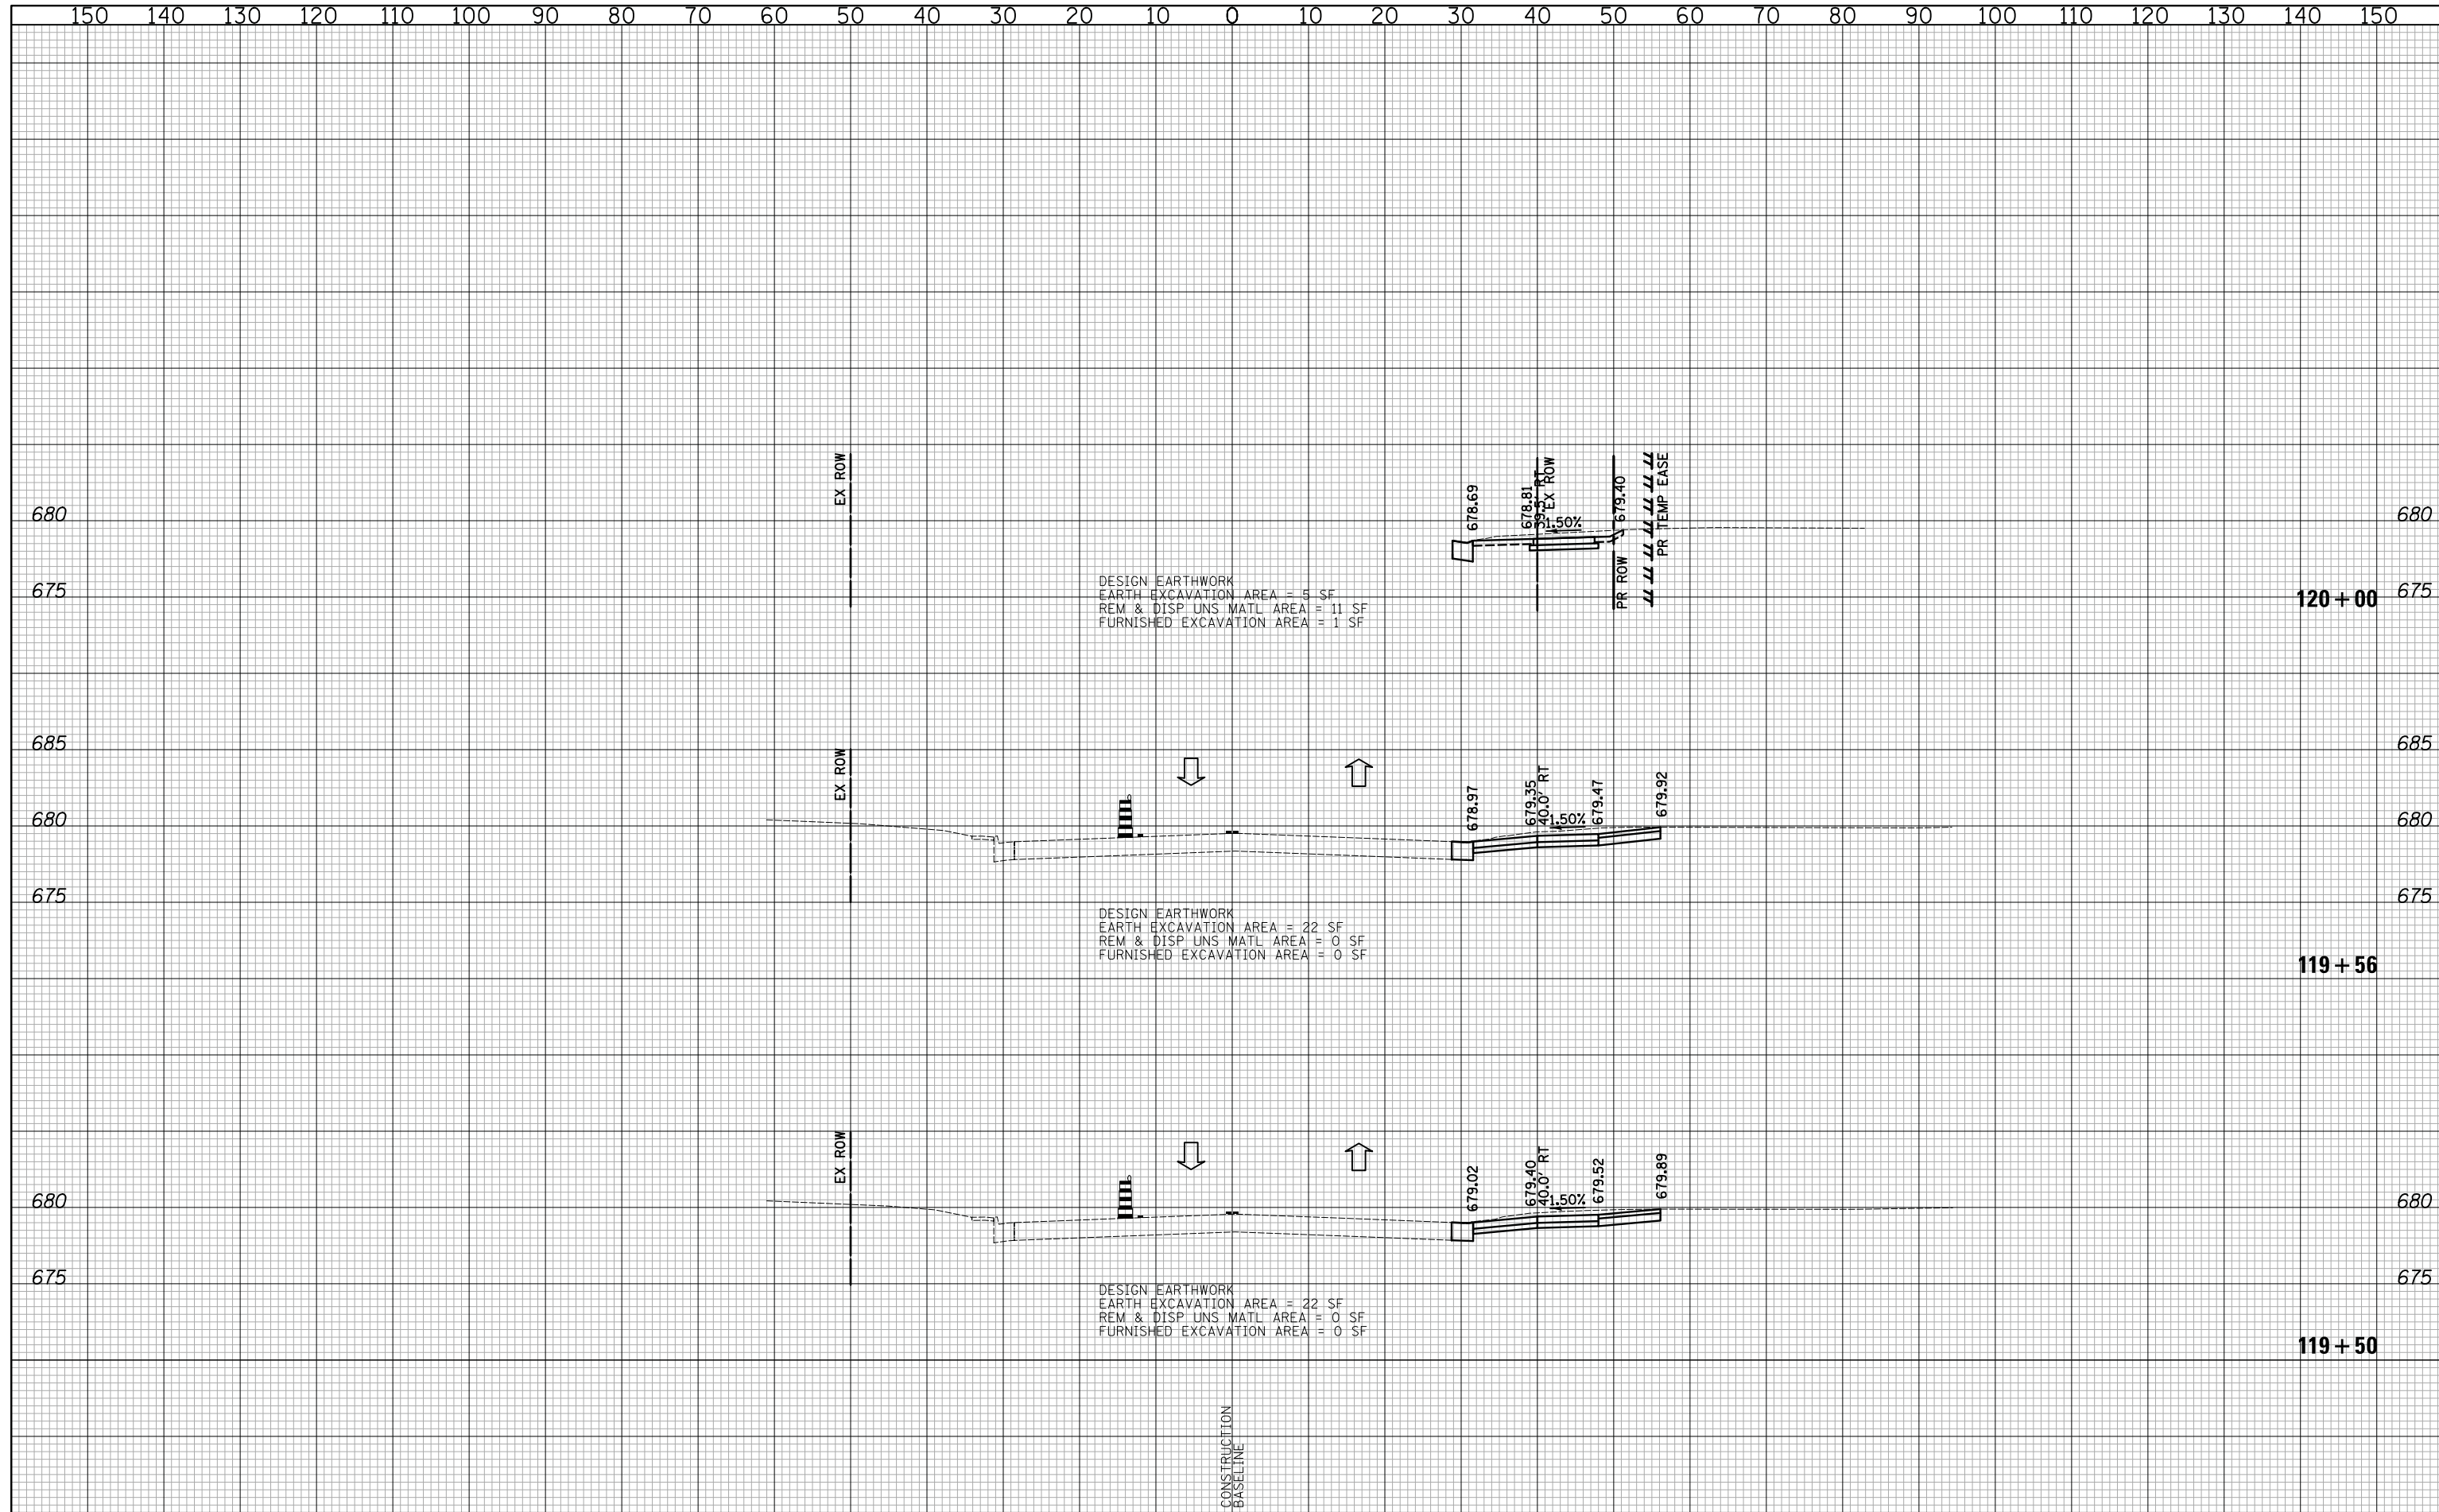 150 140 130 120 110 100 90 80 70 60 50 40 30 20 10 0 10 20 30 40 50 60 70 80 90 100 110 120 130 140 150
EX ROW
678.69
678.81
39.5' RT
EX ROW
679.40
PR TEMP EASE
680
1.50%
680
PR ROW
675
675
DESIGN EARTHWORK
EARTH EXCAVATION AREA = 5 SF
REM & DISP UNS MATL AREA = 11 SF
FURNISHED EXCAVATION AREA = 1 SF
120+00
685
685
EX ROW
678.97
679.35
40.0' RT
679.47
679.92
680
1.50%
680
675
675
DESIGN EARTHWORK
EARTH EXCAVATION AREA = 22 SF
REM & DISP UNS MATL AREA = 0 SF
FURNISHED EXCAVATION AREA = 0 SF
119+56
EX ROW
679.02
679.40
40.0' RT
679.52
679.89
680
1.50%
680
675
675
DESIGN EARTHWORK
EARTH EXCAVATION AREA = 22 SF
REM & DISP UNS MATL AREA = 0 SF
FURNISHED EXCAVATION AREA = 0 SF
119+50
CONSTRUCTION
BASELINE